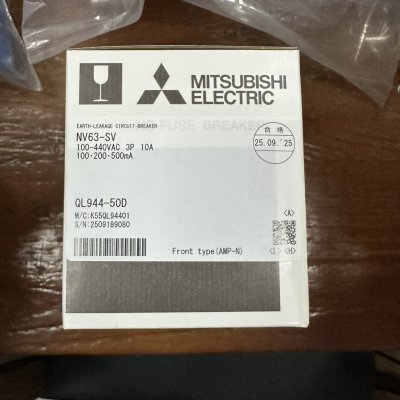 MITSUBISHI
ELECTRIC
NO-FUSE BREAKER
EARTH-LEAKAGE CIRCUIT-BREAKER
NV63-SV
100-440VAC 3P 10A
100・200・500mA
合格
25.09.'25
QL944-50D
M/C:K55QL94401
S/N:2509189080
<A>
Front type(AMP-N)
<L> <H>